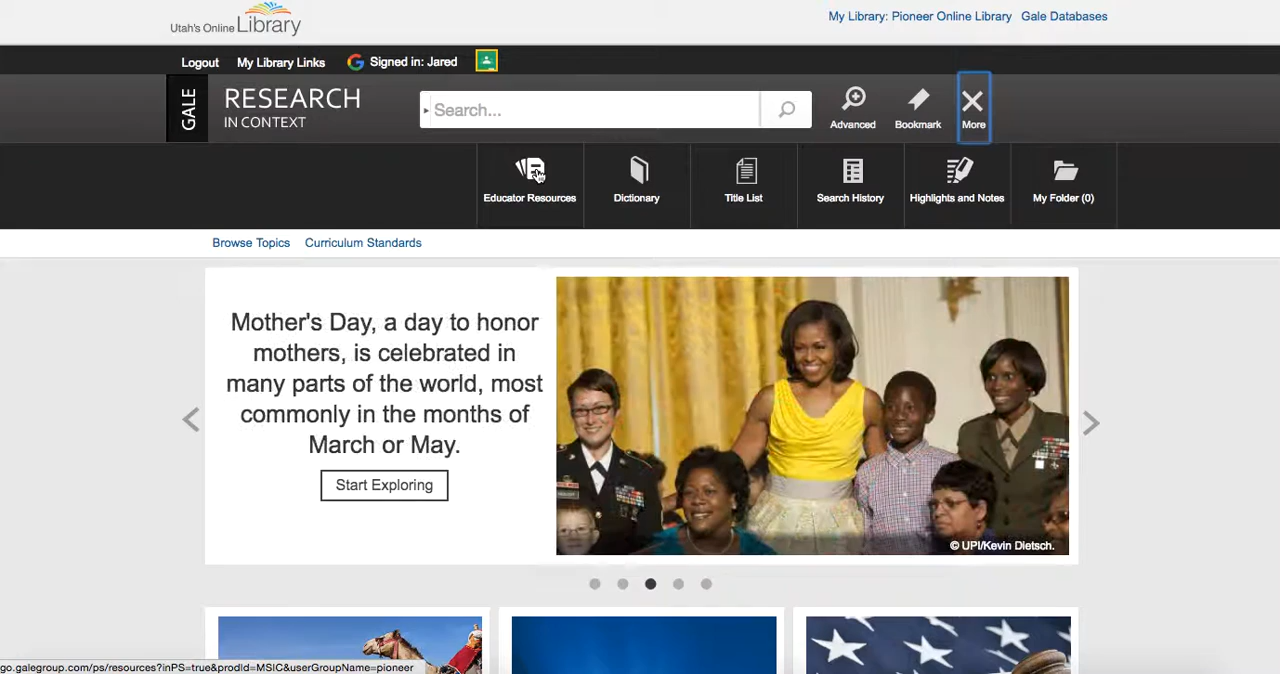 Utah's Online Library
My Library: Pioneer Online Library Gale Databases
Logout My Library Links Signed in: Jared
GALE
RESEARCH
IN CONTEXT
Search...
Advanced Bookmark More
Educator Resources Dictionary Title List Search History Highlights and Notes My Folder (0)
Browse Topics Curriculum Standards
Mother's Day, a day to honor
mothers, is celebrated in
many parts of the world, most
commonly in the months of
March or May.
Start Exploring
© UPI/Kevin Dietsch.
go.galegroup.com/ps/resources?inPS=true&prodId=MSIC&userGroupName=pioneer